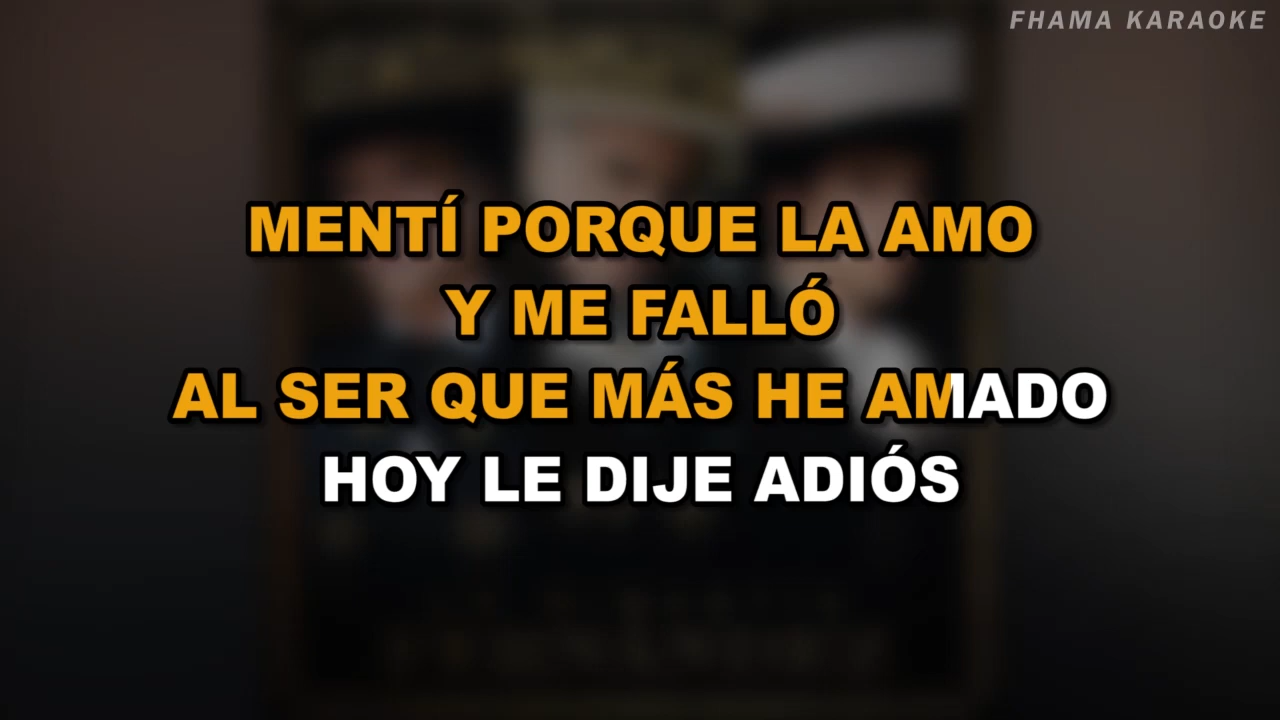 FHAMA KARAOKE
MENTÍ PORQUE LA AMO
Y ME FALLÓ
AL SER QUE MÁS HE AMADO
HOY LE DIJE ADIÓS